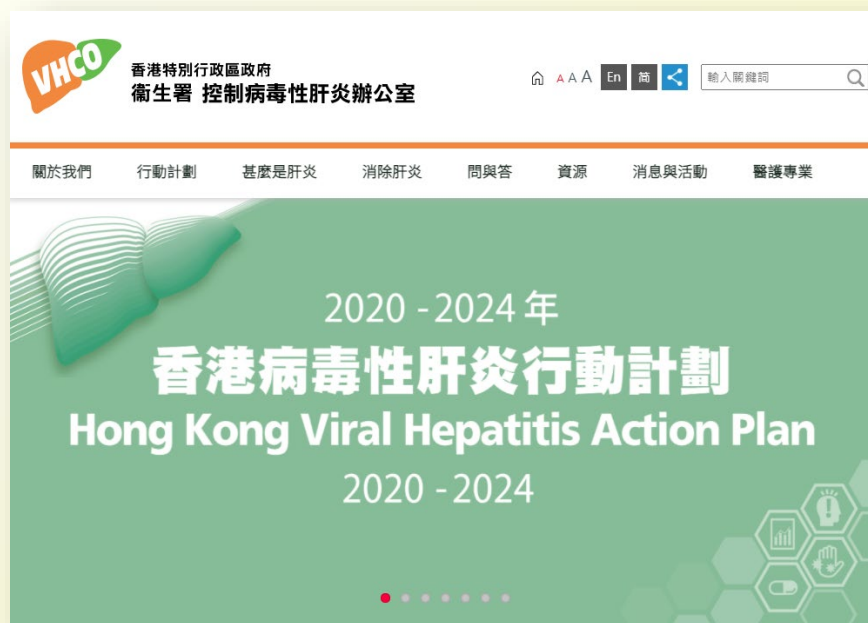 VHCO
香港特別行政區政府
衞生署 控制病毒性肝炎辦公室
A A A En 简 輸入關鍵詞
關於我們 行動計劃 甚麼是肝炎 消除肝炎 問與答 資源 消息與活動 醫護專業
2020 - 2024 年
香港病毒性肝炎行動計劃
Hong Kong Viral Hepatitis Action Plan
2020 - 2024